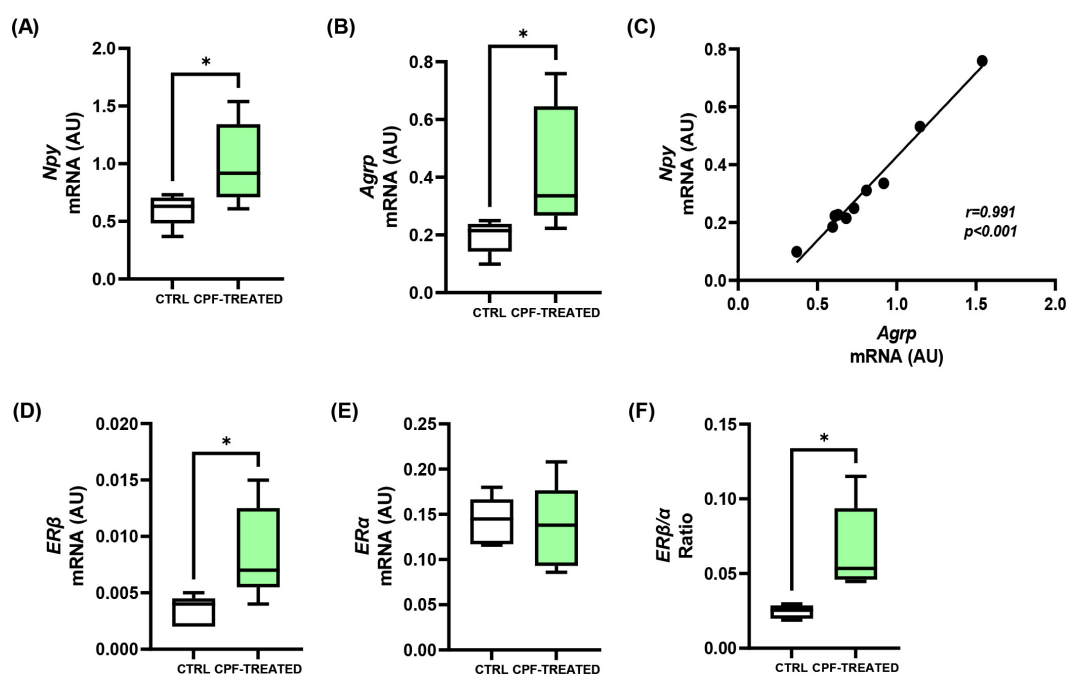 (A)
Npy
mRNA (AU)
2.0
1.5
1.0
0.5
0.0
*
CTRL CPF-TREATED
(B)
Agrp
mRNA (AU)
0.8
0.6
0.4
0.2
0.0
*
CTRL CPF-TREATED
(C)
Npy
mRNA (AU)
0.8
0.6
0.4
0.2
0.0
r=0.991
p<0.001
0.0 0.5 1.0 1.5 2.0
Agrp
mRNA (AU)
(D)
ERβ
mRNA (AU)
0.020
0.015
0.010
0.005
0.000
*
CTRL CPF-TREATED
(E)
ERα
mRNA (AU)
0.25
0.20
0.15
0.10
0.05
0.00
CTRL CPF-TREATED
(F)
ERβ/α
Ratio
0.15
0.10
0.05
0.00
*
CTRL CPF-TREATED